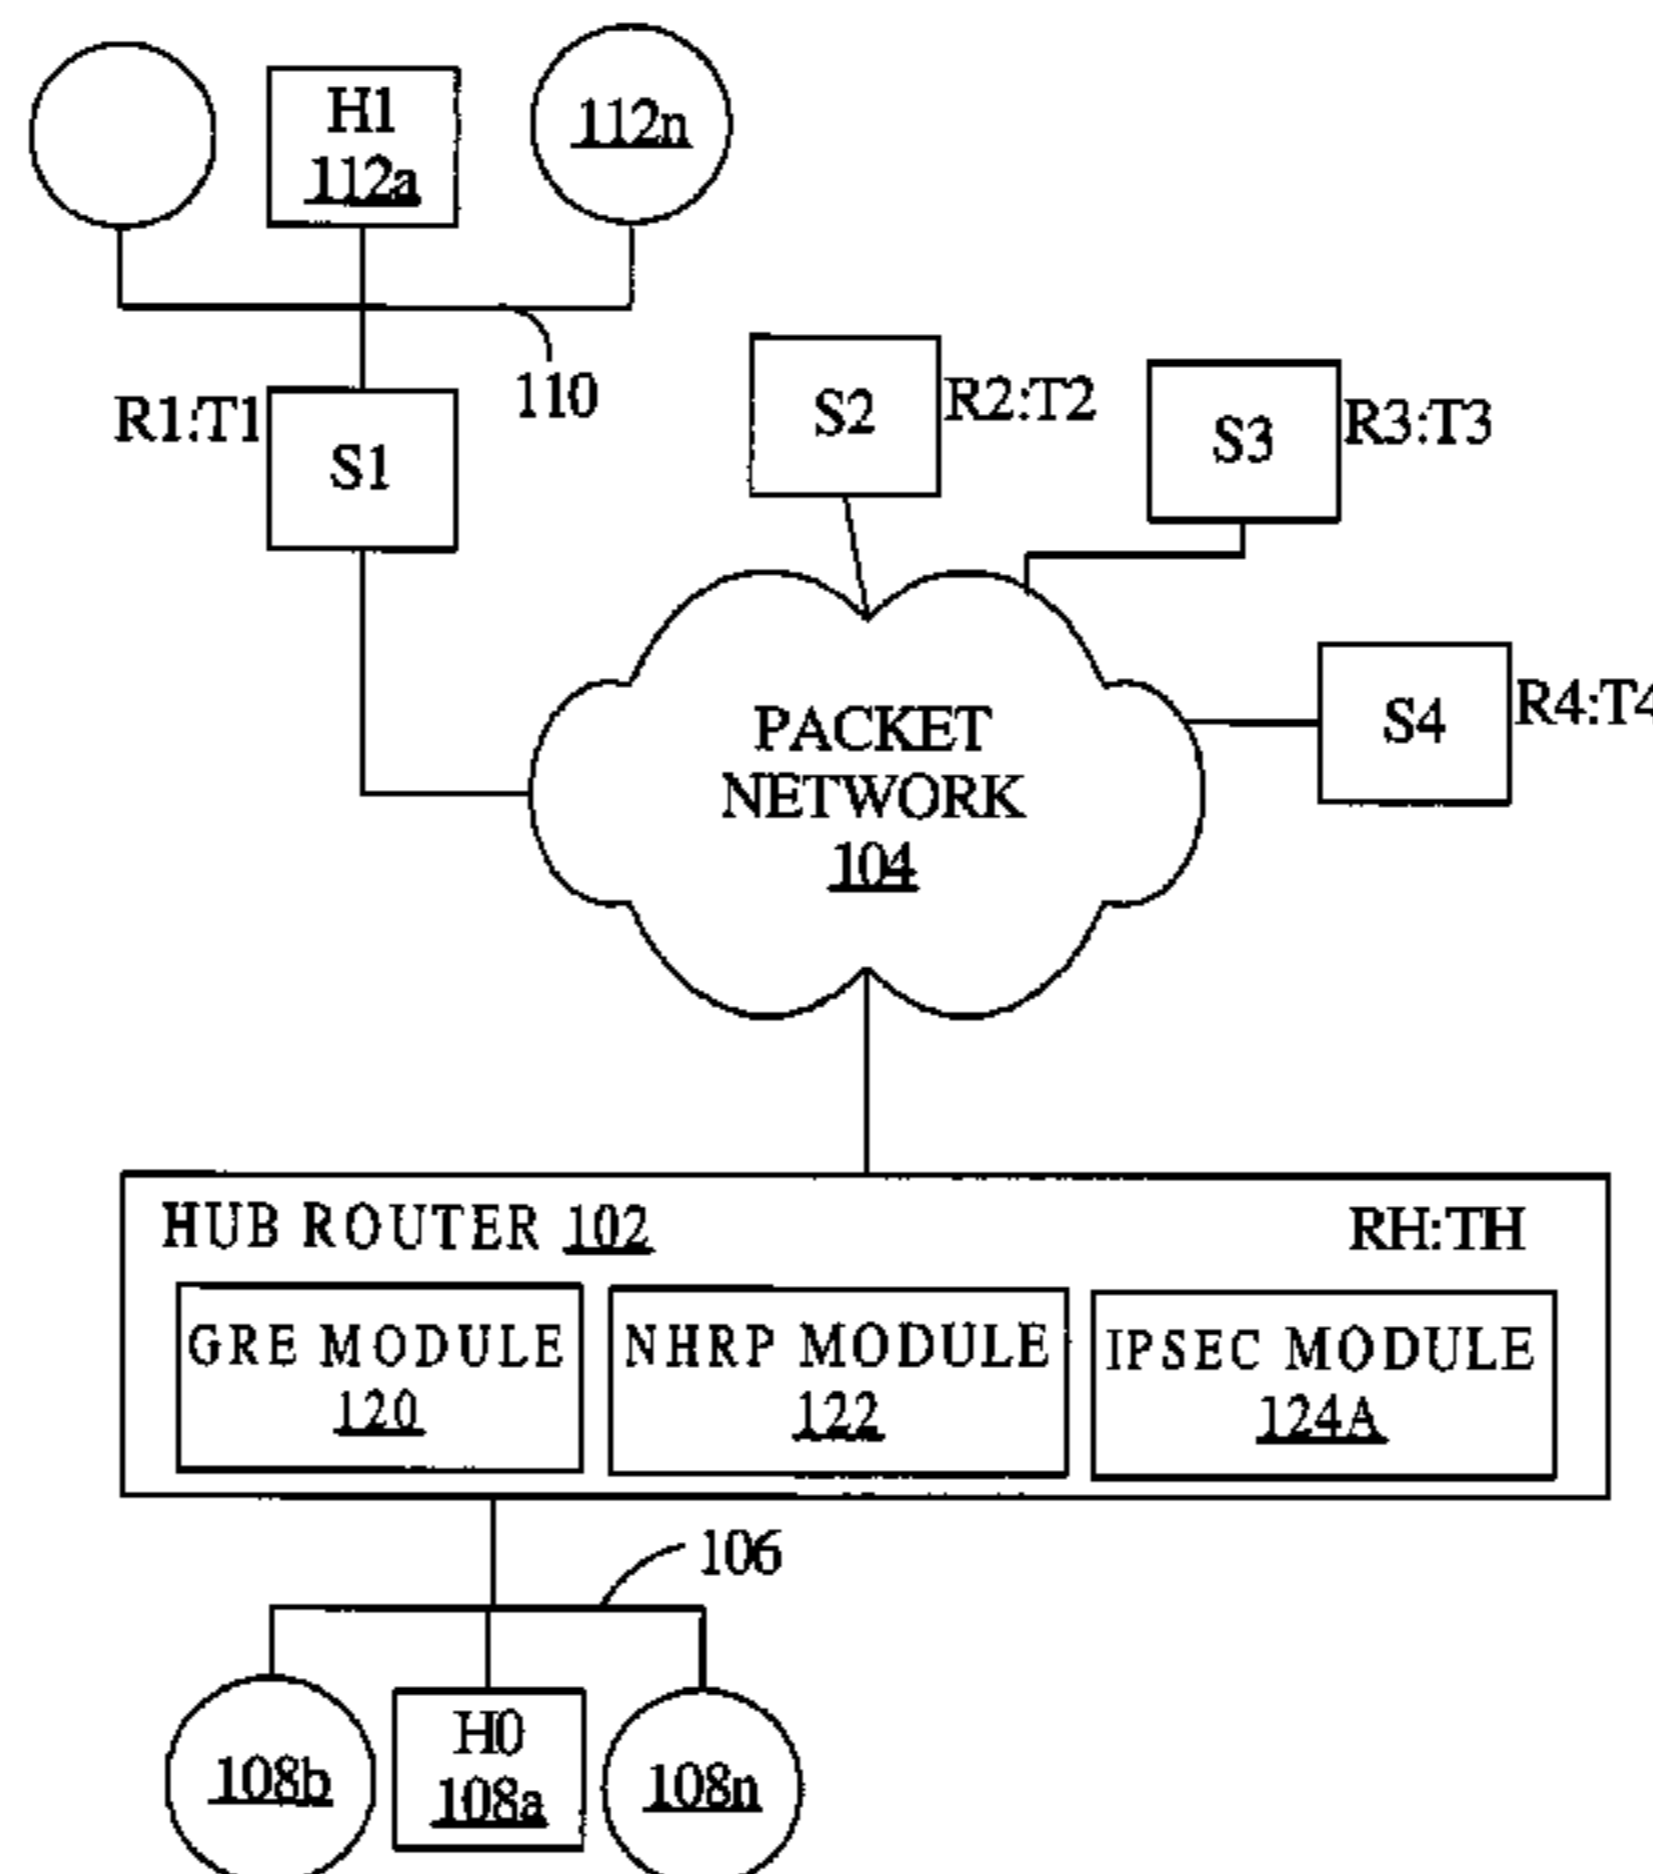 H1
112a
112n
110
R1:T1
S1
S2
R2:T2
S3
R3:T3
S4
R4:T4
PACKET
NETWORK
104
HUB ROUTER 102
RH:TH
GRE MODULE
120
NHRP MODULE
122
IPSEC MODULE
124A
106
108b
H0
108a
108n